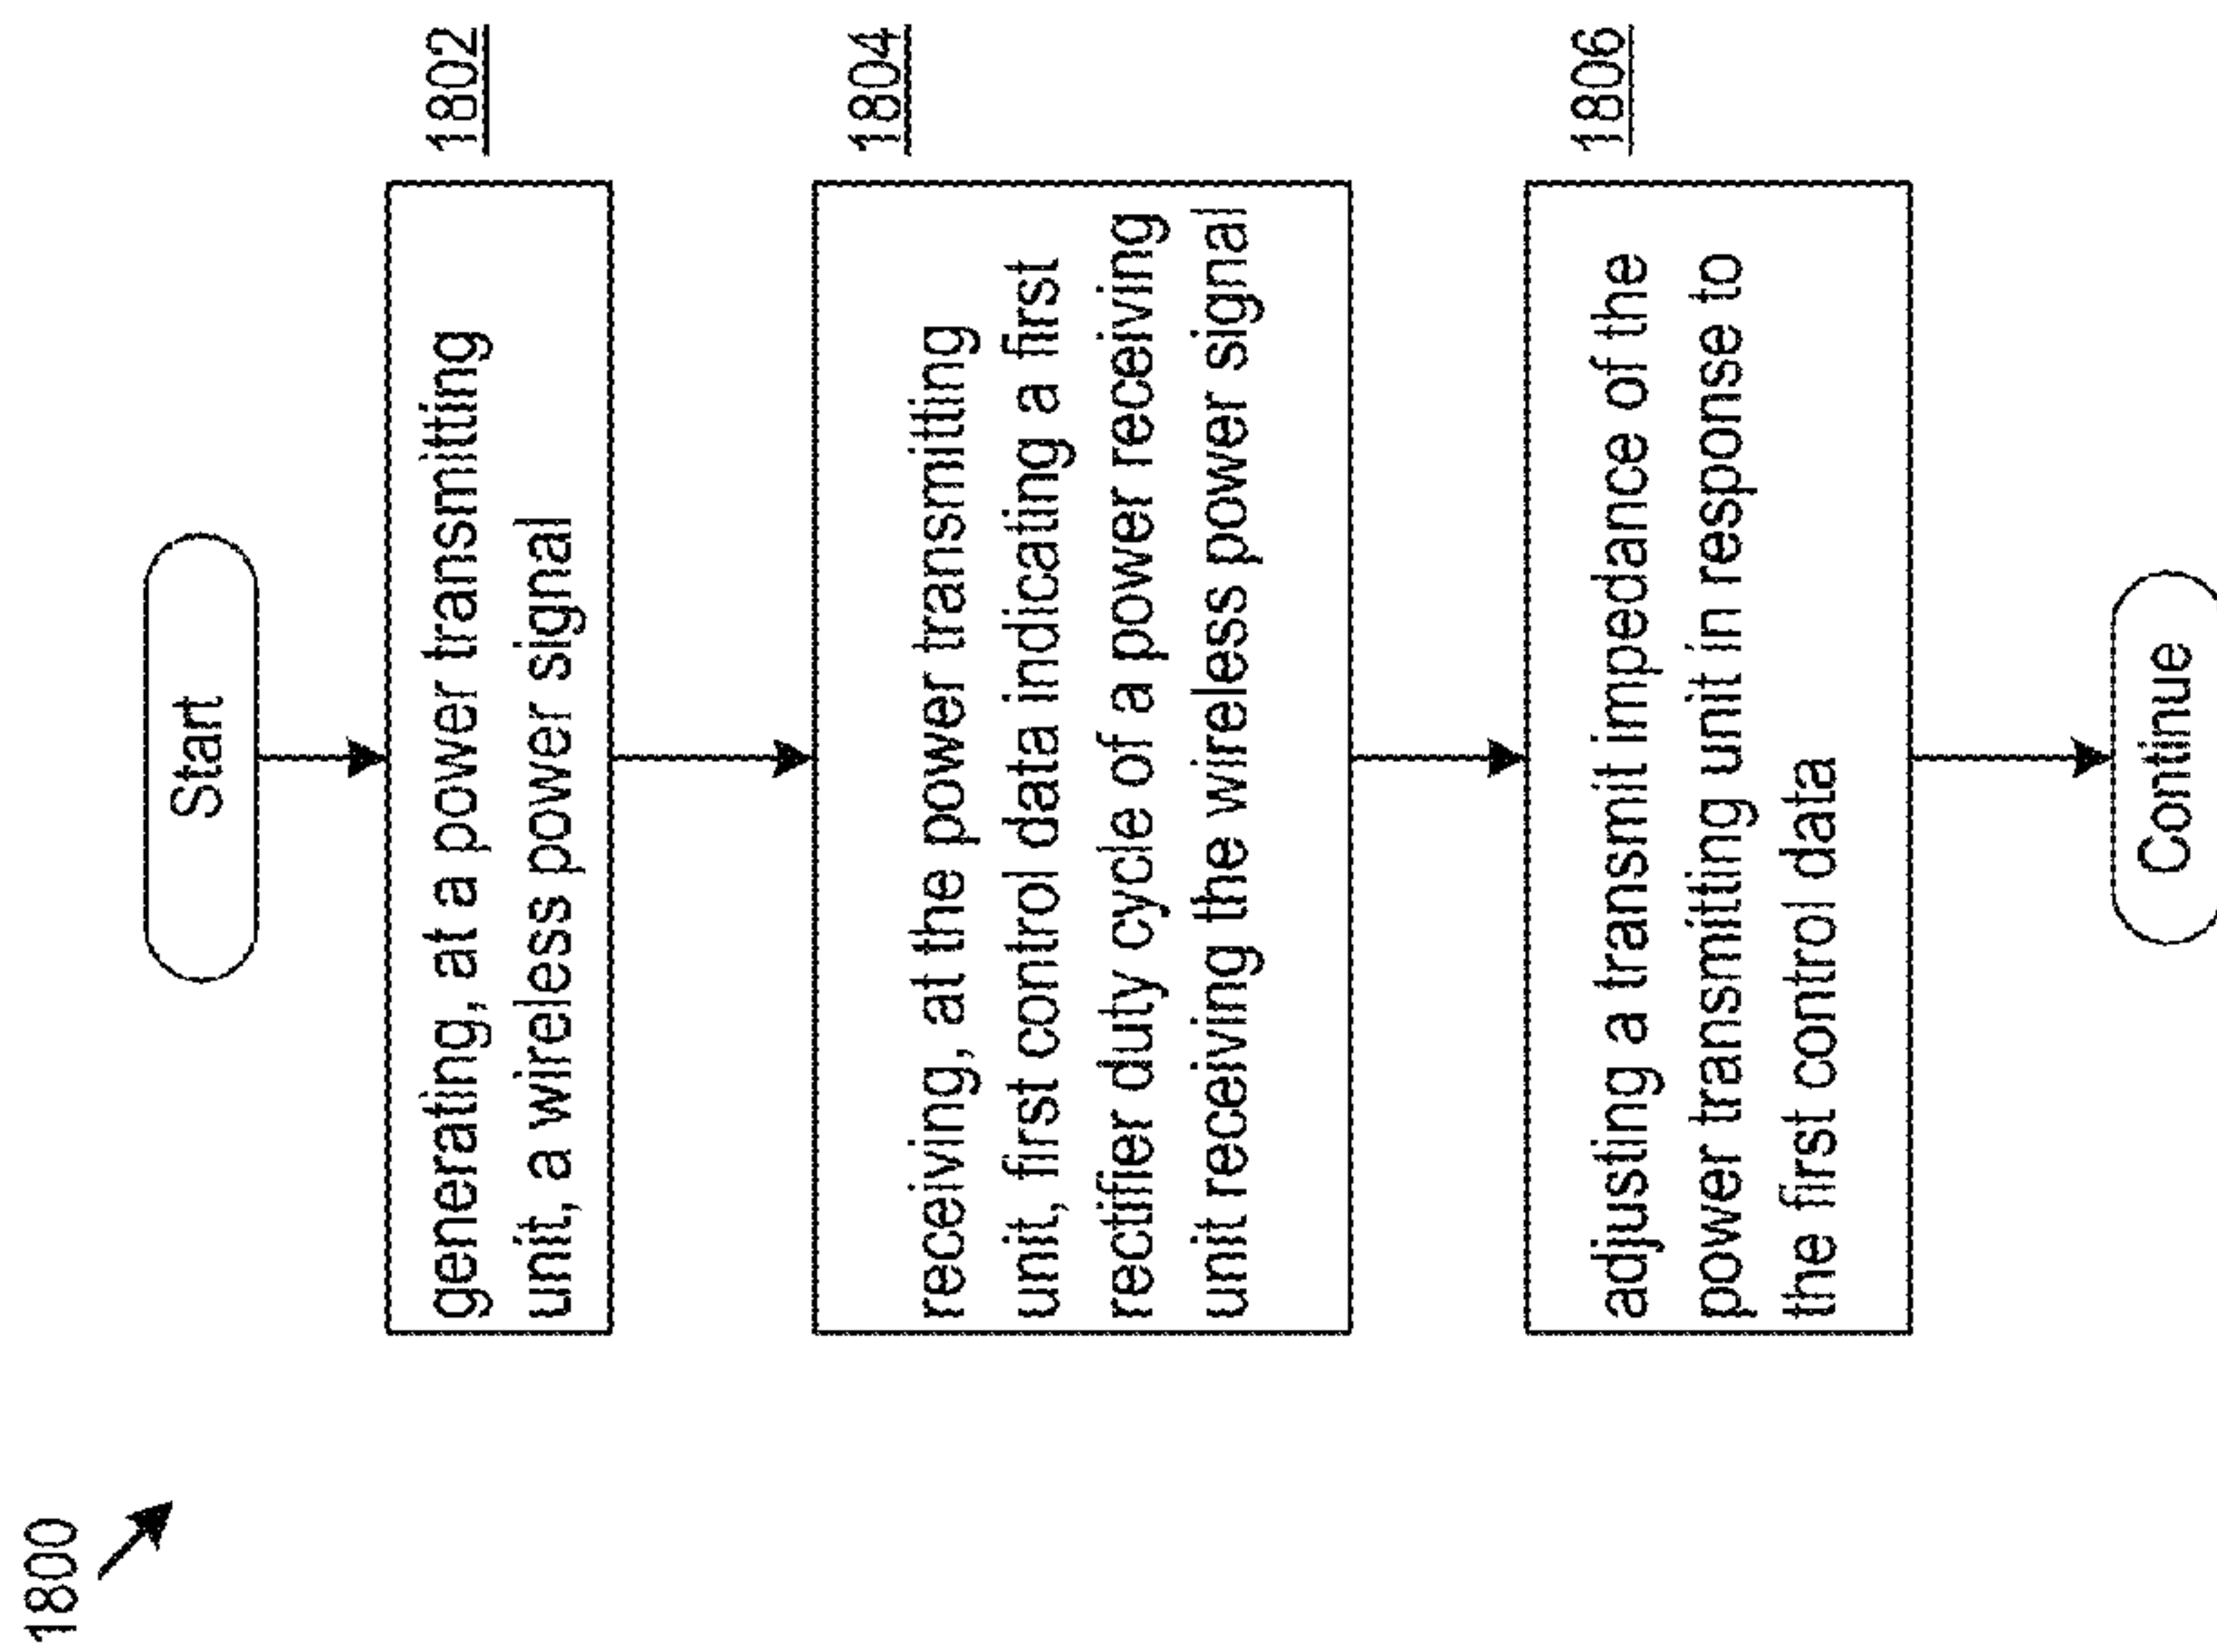 1800
Start
generating, at a power transmitting
unit, a wireless power signal
1802
receiving, at the power transmitting
unit, first control data indicating a first
rectifier duty cycle of a power receiving
unit receiving the wireless power signal
1804
adjusting a transmit impedance of the
power transmitting unit in response to
the first control data
1806
Continue